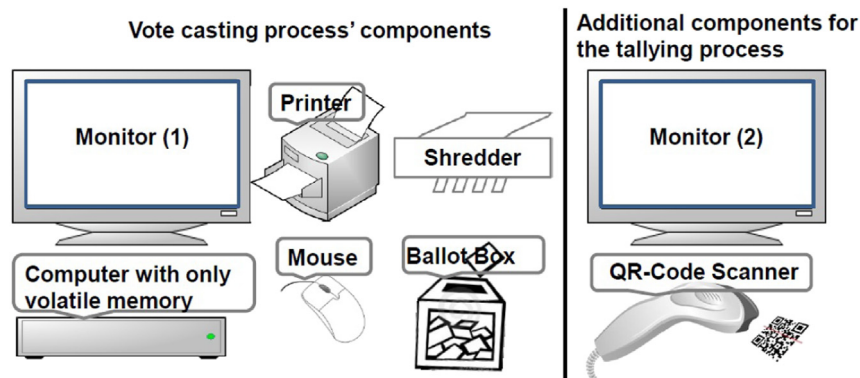 Vote casting process' components
Additional components for
the tallying process
Monitor (1)
Printer
Shredder
Monitor (2)
Computer with only
volatile memory
Mouse
Ballot Box
QR-Code Scanner